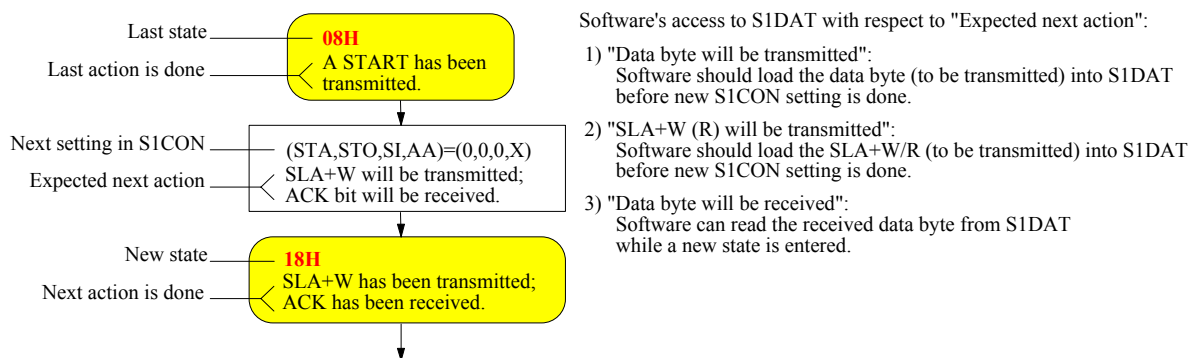 Last state
08H
Last action is done
A START has been
transmitted.
Next setting in S1CON
(STA,STO,SI,AA)=(0,0,0,X)
Expected next action
SLA+W will be transmitted;
ACK bit will be received.
New state
18H
Next action is done
SLA+W has been transmitted;
ACK has been received.
Software's access to S1DAT with respect to "Expected next action":
1) "Data byte will be transmitted":
Software should load the data byte (to be transmitted) into S1DAT
before new S1CON setting is done.
2) "SLA+W (R) will be transmitted":
Software should load the SLA+W/R (to be transmitted) into S1DAT
before new S1CON setting is done.
3) "Data byte will be received":
Software can read the received data byte from S1DAT
while a new state is entered.